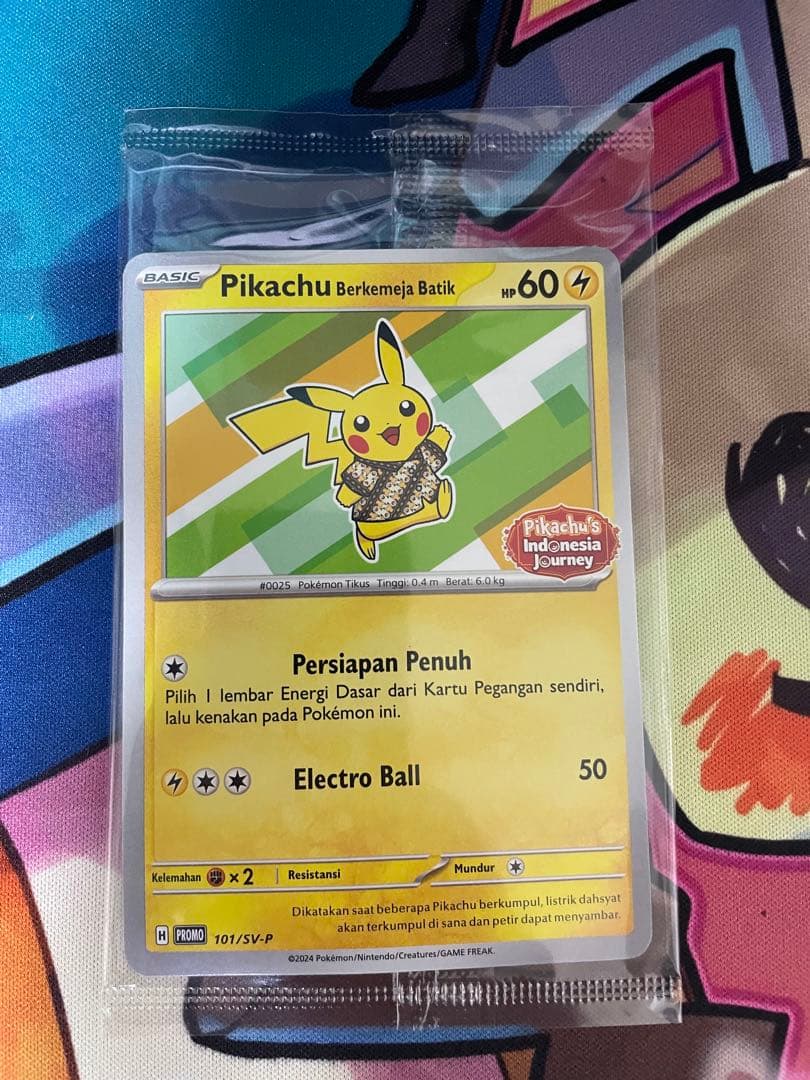 BASIC Pikachu Berkemeja Batik HP 60
Pikachu's
Indonesia
Journey
#0025 Pokémon Tikus Tinggi: 0.4 m Berat: 6.0 kg
Persiapan Penuh
Pilih 1 lembar Energi Dasar dari Kartu Pegangan sendiri,
lalu kenakan pada Pokémon ini.
Electro Ball 50
Kelemahan ×2 Resistansi Mundur
Dikatakan saat beberapa Pikachu berkumpul, listrik dahsyat
akan terkumpul di sana dan petir dapat menyambar.
H PROMO 101/SV-P
©2024 Pokémon/Nintendo/Creatures/GAME FREAK.